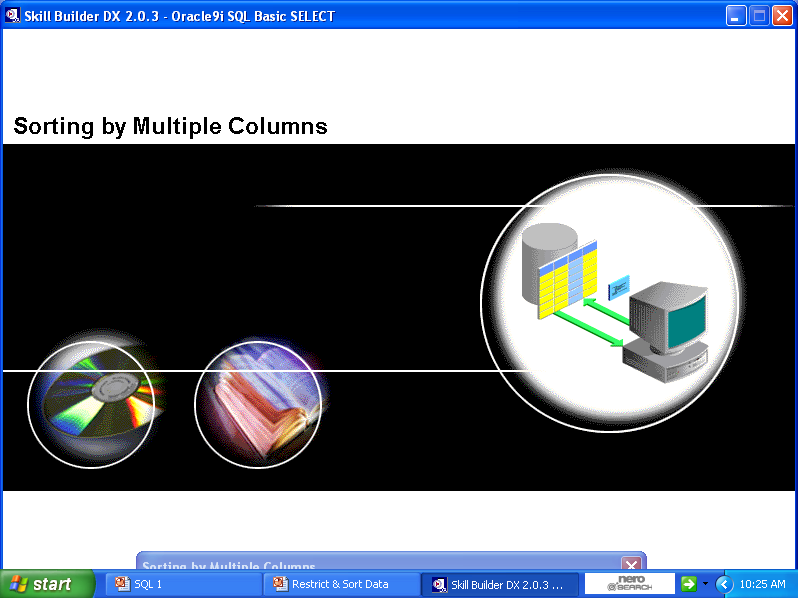 Skill Builder DX 2.0.3 - Oracle9i SQL Basic SELECT
Sorting by Multiple Columns
Sorting by Multiple Columns
start
SQL 1
Restrict & Sort Data
Skill Builder DX 2.0.3 ...
nero
SEARCH
10:25 AM